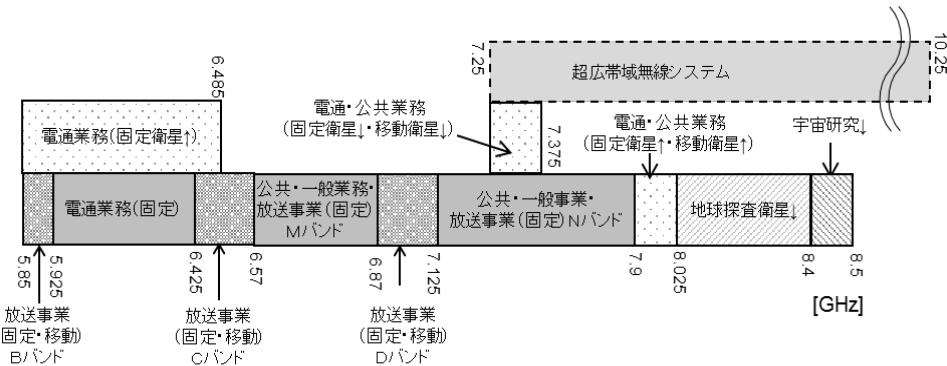 10.25
7.25
超広帯域無線システム
6.485
電通・公共業務
(固定衛星↓・移動衛星↓)
7.375
電通・公共業務
(固定衛星↑・移動衛星↑)
宇宙研究↓
電通業務(固定衛星↑)
電通業務(固定)
公共・一般業務・
放送事業(固定)
Mバンド
公共・一般事業・
放送事業(固定)Nバンド
地球探査衛星↓
5.85
5.925
6.425
6.57
6.87
7.125
7.9
8.025
8.4
8.5
[GHz]
放送事業
固定・移動)
Bバンド
放送事業
(固定・移動)
Cバンド
放送事業
(固定・移動)
Dバンド